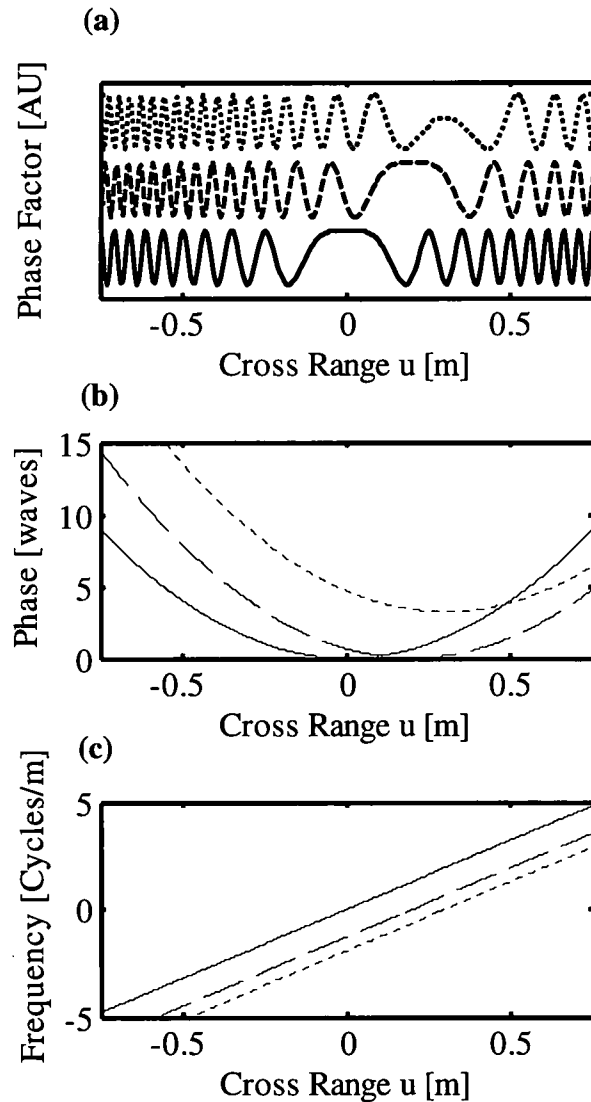 (a)
Phase Factor [AU]
-0.5 0 0.5
Cross Range u [m]
(b)
Phase [waves]
15
10
5
0
-0.5 0 0.5
Cross Range u [m]
(c)
Frequency [Cycles/m]
5
0
-5
-0.5 0 0.5
Cross Range u [m]